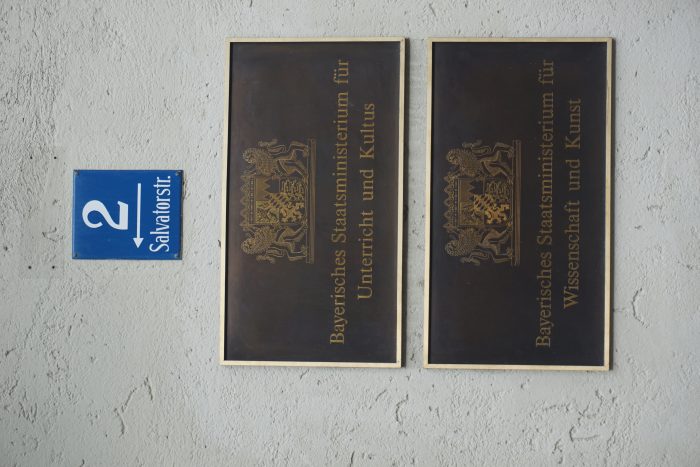 2
Salvatorstr.
Bayerisches Staatsministerium für
Unterricht und Kultus
Bayerisches Staatsministerium für
Wissenschaft und Kunst